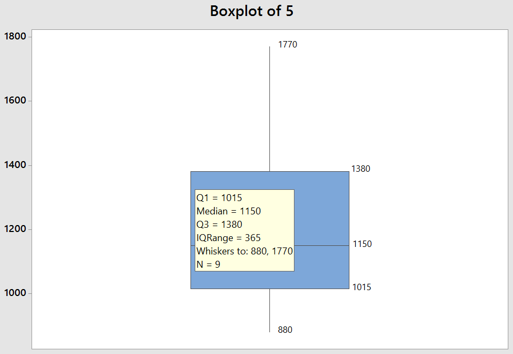 Boxplot of 5
1800
1770
1600
1400
1380
Q1 = 1015
Median = 1150
Q3 = 1380
IQRange = 365
Whiskers to: 880, 1770
N = 9
1200
1150
1015
1000
880